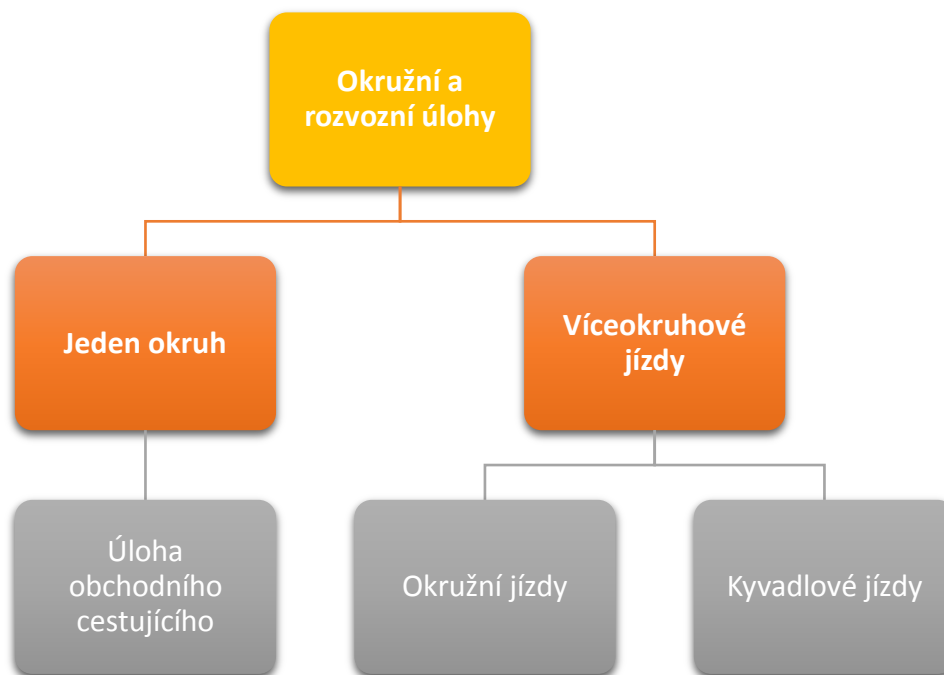 Okružní a
rozvozní úlohy
Jeden okruh
Víceokruhové
jízdy
Úloha
obchodního
cestujícího
Okružní jízdy
Kyvadlové jízdy